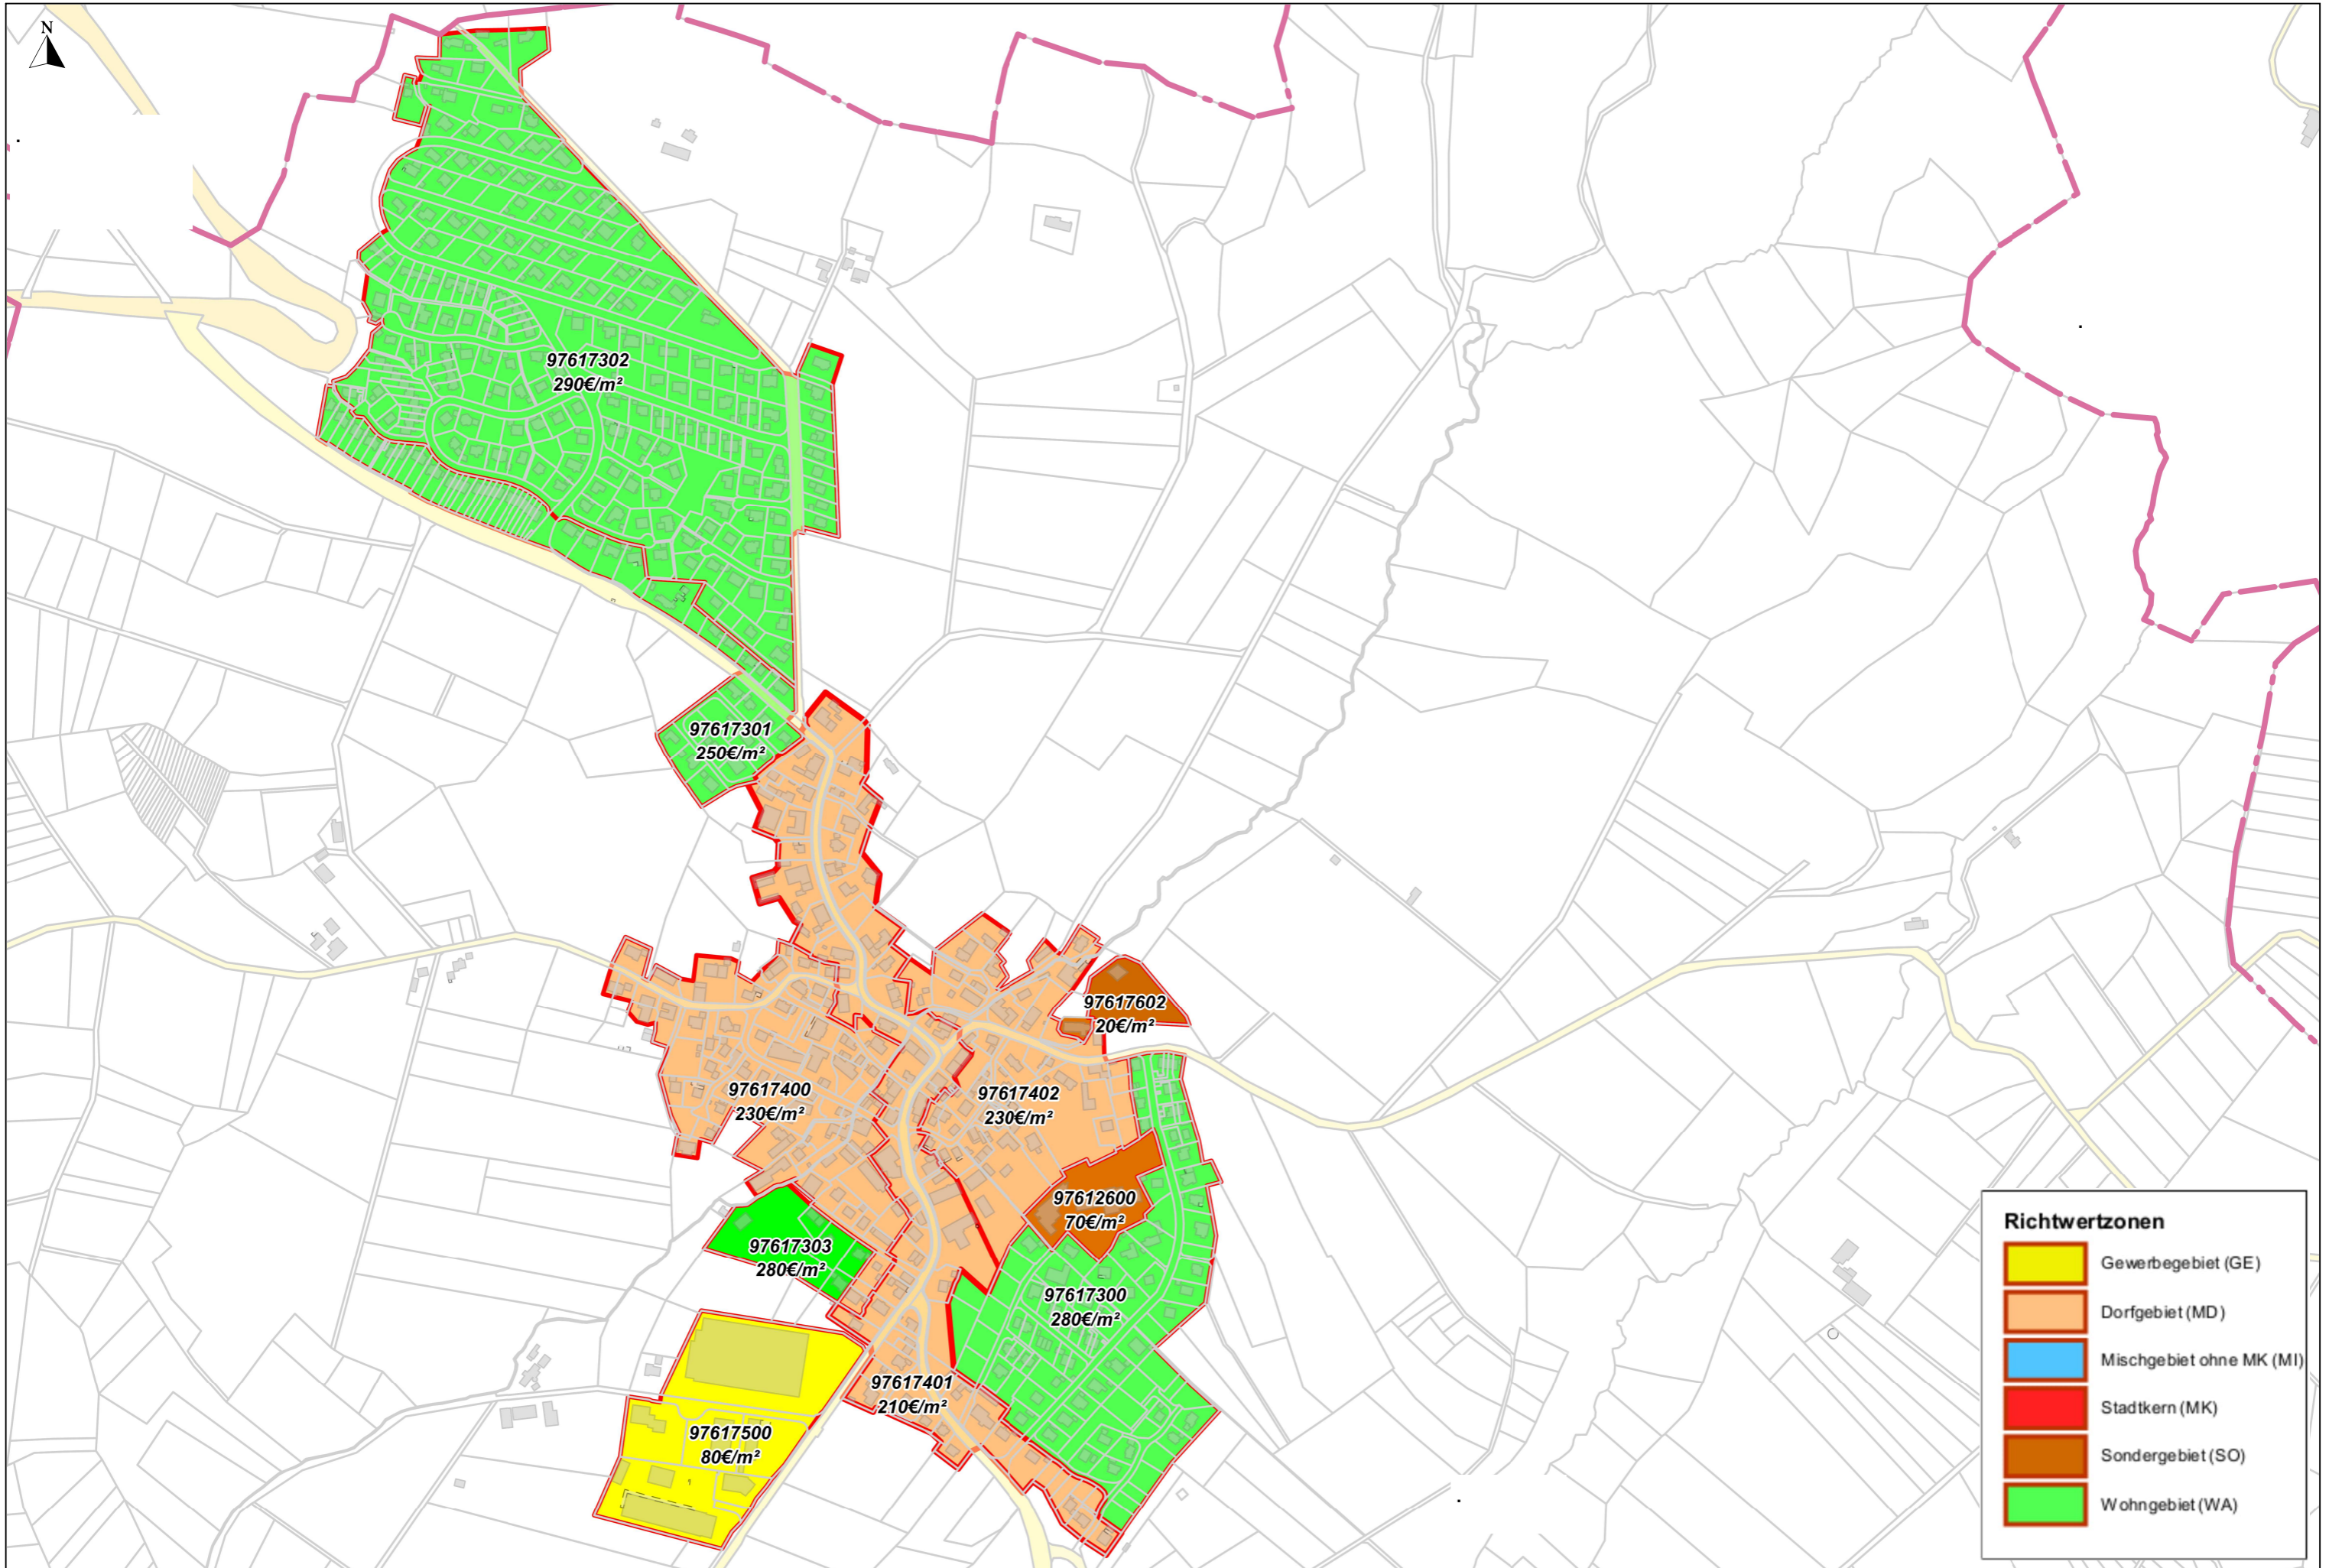 N
97617302
290€/m²
97617301
250€/m²
97617602
20€/m²
97617400
230€/m²
97617402
230€/m²
97612600
70€/m²
97617303
280€/m²
97617300
280€/m²
97617401
210€/m²
97617500
80€/m²
Richtwertzonen
Gewerbegebiet (GE)
Dorfgebiet (MD)
Mischgebiet ohne MK (MI)
Stadtkern (MK)
Sondergebiet (SO)
Wohngebiet (WA)